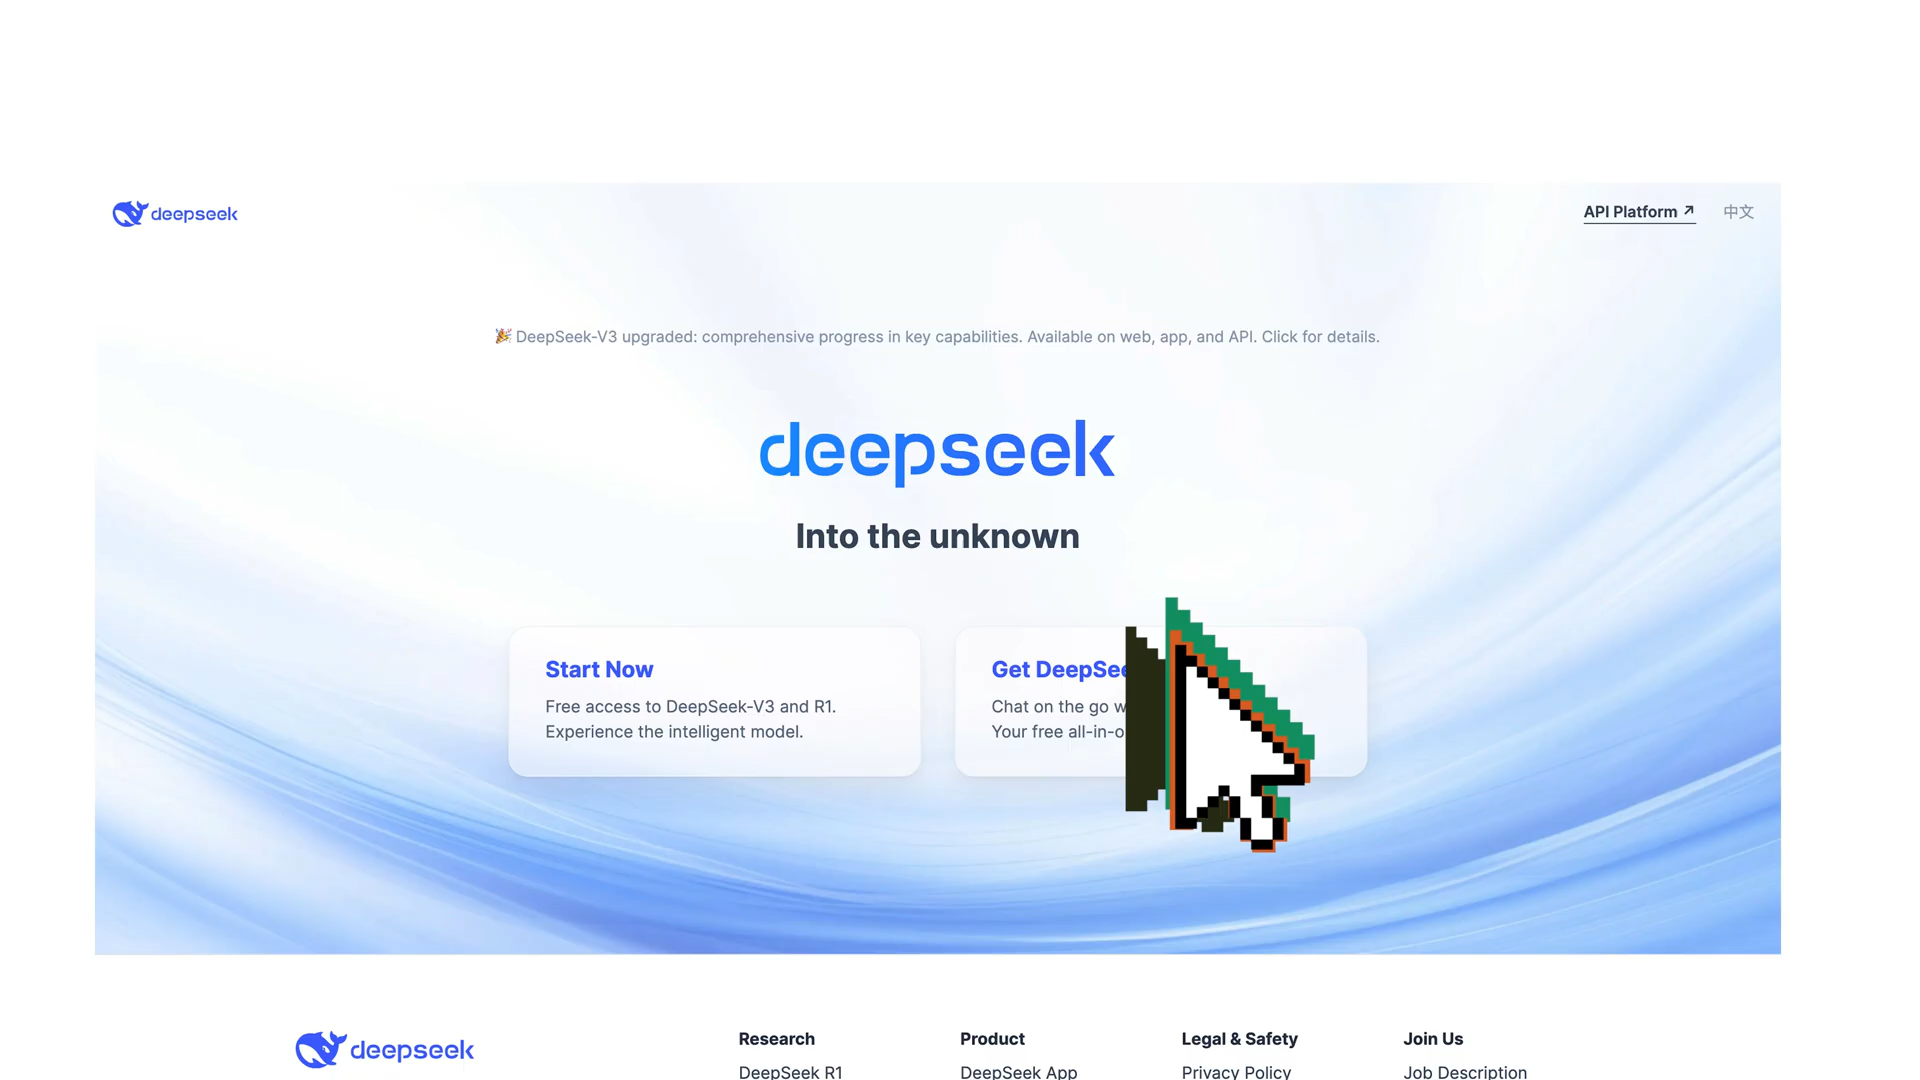 deepseek
API Platform ↗ 中文
🎉 DeepSeek-V3 upgraded: comprehensive progress in key capabilities. Available on web, app, and API. Click for details.
deepseek
Into the unknown
Start Now
Free access to DeepSeek-V3 and R1.
Experience the intelligent model.
Get
Chat on the go
Your free
deepseek
Research
DeepSeek R1
Product
DeepSeek App
Legal & Safety
Privacy Policy
Join Us
Job Description